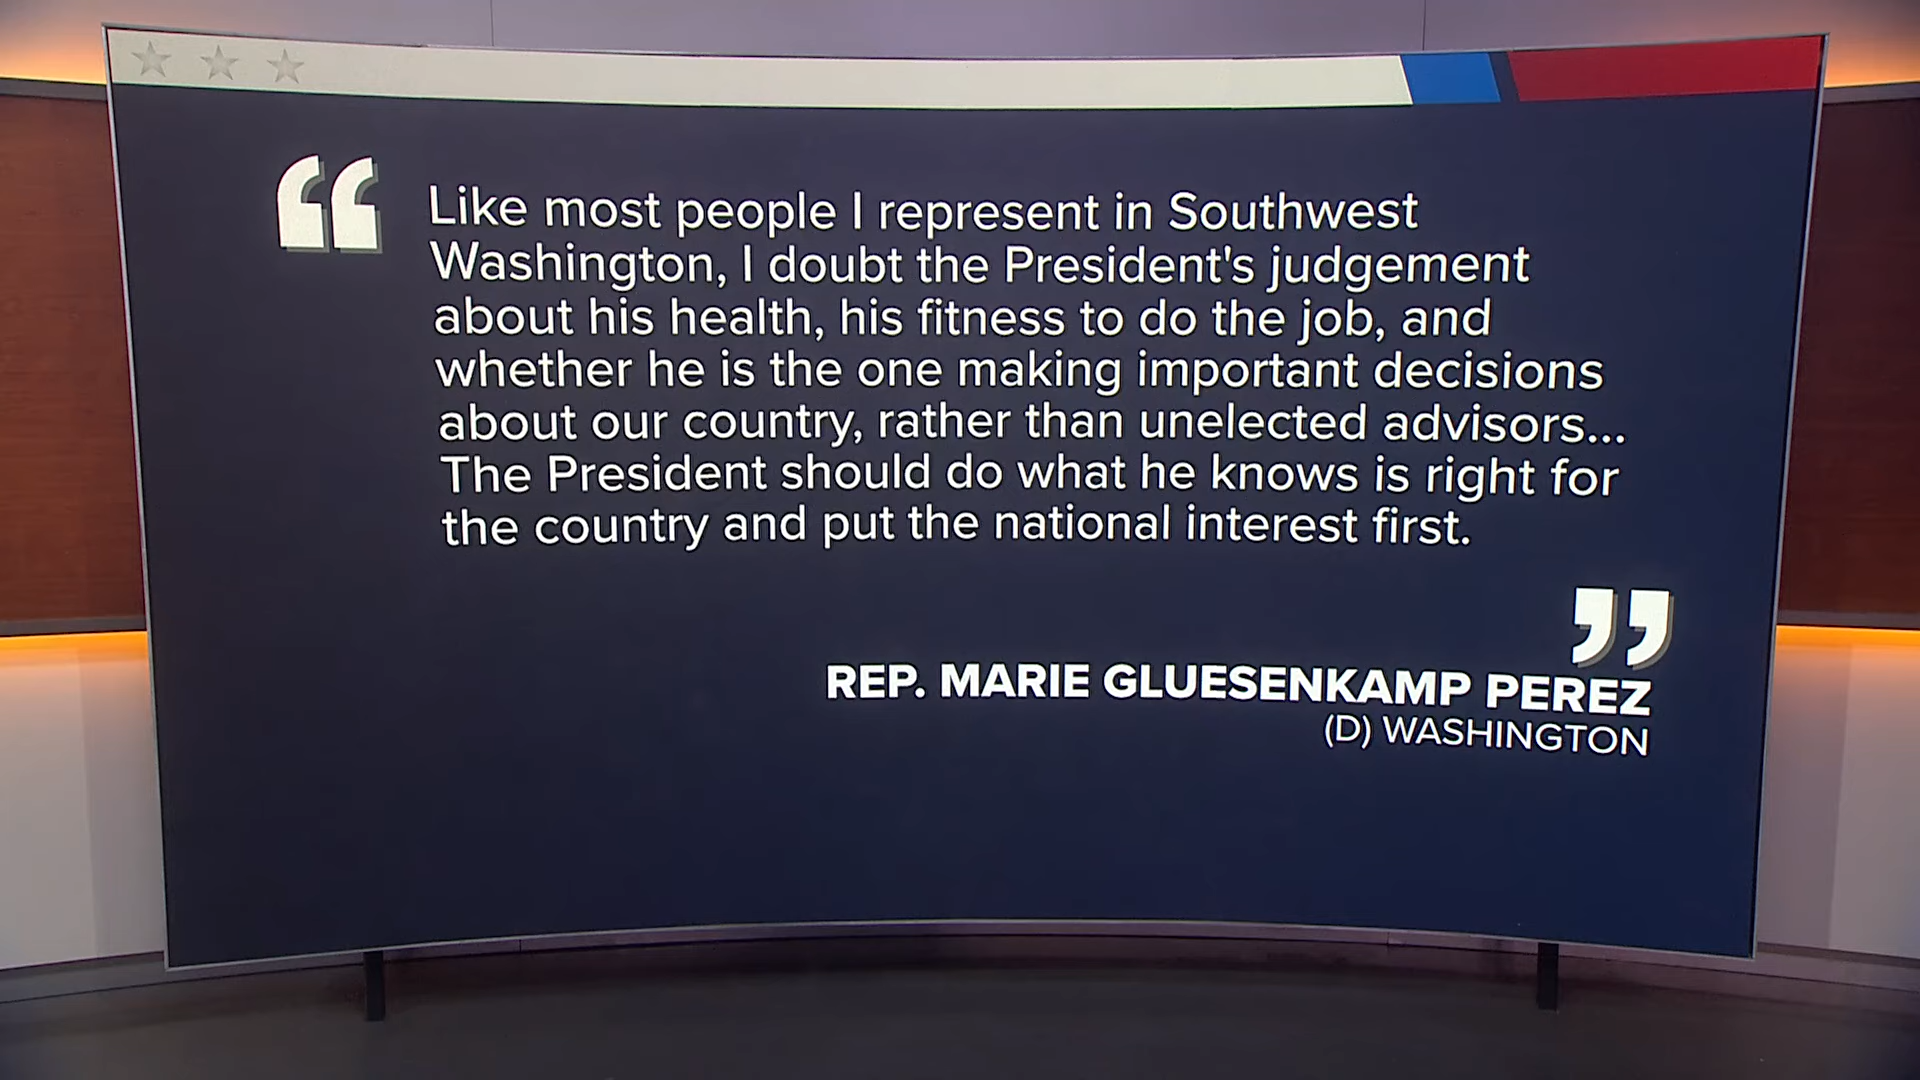 “
Like most people I represent in Southwest
Washington, I doubt the President's judgement
about his health, his fitness to do the job, and
whether he is the one making important decisions
about our country, rather than unelected advisors...
The President should do what he knows is right for
the country and put the national interest first.
”
REP. MARIE GLUESENKAMP PEREZ
(D) WASHINGTON